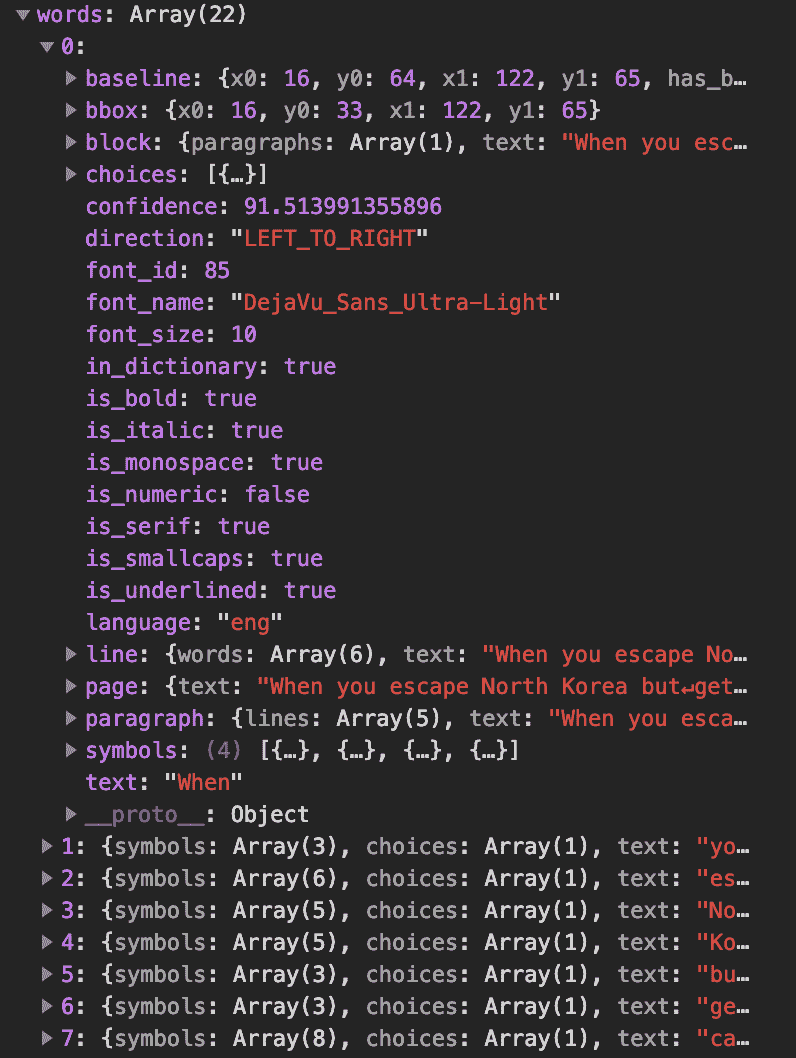 ▼words: Array(22)
▼0:
▶baseline: {x0: 16, y0: 64, x1: 122, y1: 65, has_b…
▶bbox: {x0: 16, y0: 33, x1: 122, y1: 65}
▶block: {paragraphs: Array(1), text: "When you esc…
▶choices: [{…}]
confidence: 91.513991355896
direction: "LEFT_TO_RIGHT"
font_id: 85
font_name: "DejaVu_Sans_Ultra-Light"
font_size: 10
in_dictionary: true
is_bold: true
is_italic: true
is_monospace: true
is_numeric: false
is_serif: true
is_smallcaps: true
is_underlined: true
language: "eng"
▶line: {words: Array(6), text: "When you escape No…
▶page: {text: "When you escape North Korea but↵get…
▶paragraph: {lines: Array(5), text: "When you esca…
▶symbols: (4) [{…}, {…}, {…}, {…}]
text: "When"
▶__proto__: Object
▶1: {symbols: Array(3), choices: Array(1), text: "yo…
▶2: {symbols: Array(6), choices: Array(1), text: "es…
▶3: {symbols: Array(5), choices: Array(1), text: "No…
▶4: {symbols: Array(5), choices: Array(1), text: "Ko…
▶5: {symbols: Array(3), choices: Array(1), text: "bu…
▶6: {symbols: Array(3), choices: Array(1), text: "ge…
▶7: {symbols: Array(8), choices: Array(1), text: "ca…